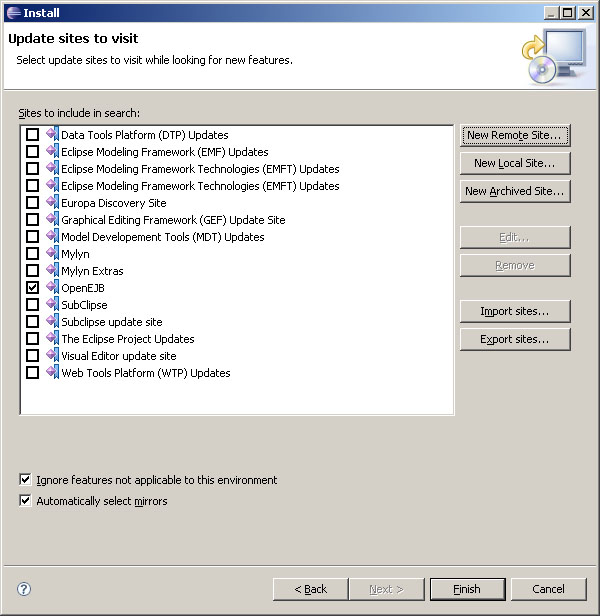 Install
Update sites to visit
Select update sites to visit while looking for new features.
Sites to include in search:
Data Tools Platform (DTP) Updates
Eclipse Modeling Framework (EMF) Updates
Eclipse Modeling Framework Technologies (EMFT) Updates
Eclipse Modeling Framework Technologies (EMFT) Updates
Europa Discovery Site
Graphical Editing Framework (GEF) Update Site
Model Developement Tools (MDT) Updates
Mylyn
Mylyn Extras
OpenEJB
SubClipse
Subclipse update site
The Eclipse Project Updates
Visual Editor update site
Web Tools Platform (WTP) Updates
New Remote Site...
New Local Site...
New Archived Site...
Edit...
Remove
Import sites...
Export sites...
Ignore features not applicable to this environment
Automatically select mirrors
?
< Back
Next >
Finish
Cancel